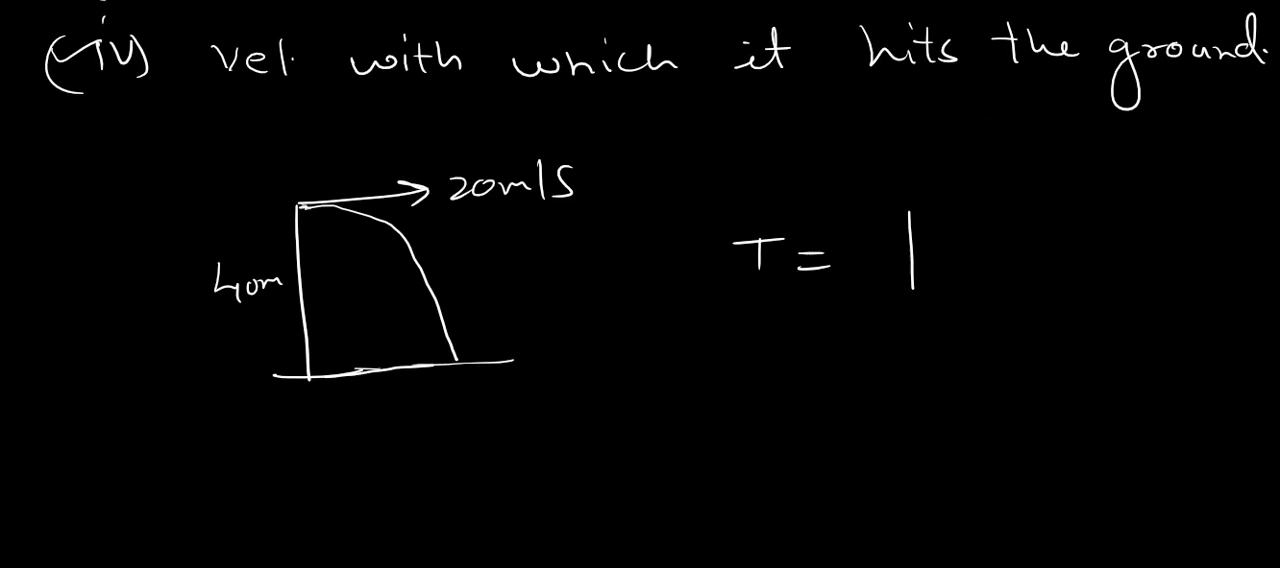 (iv) vel. with which it hits the ground.
20m/s
40m
T = |